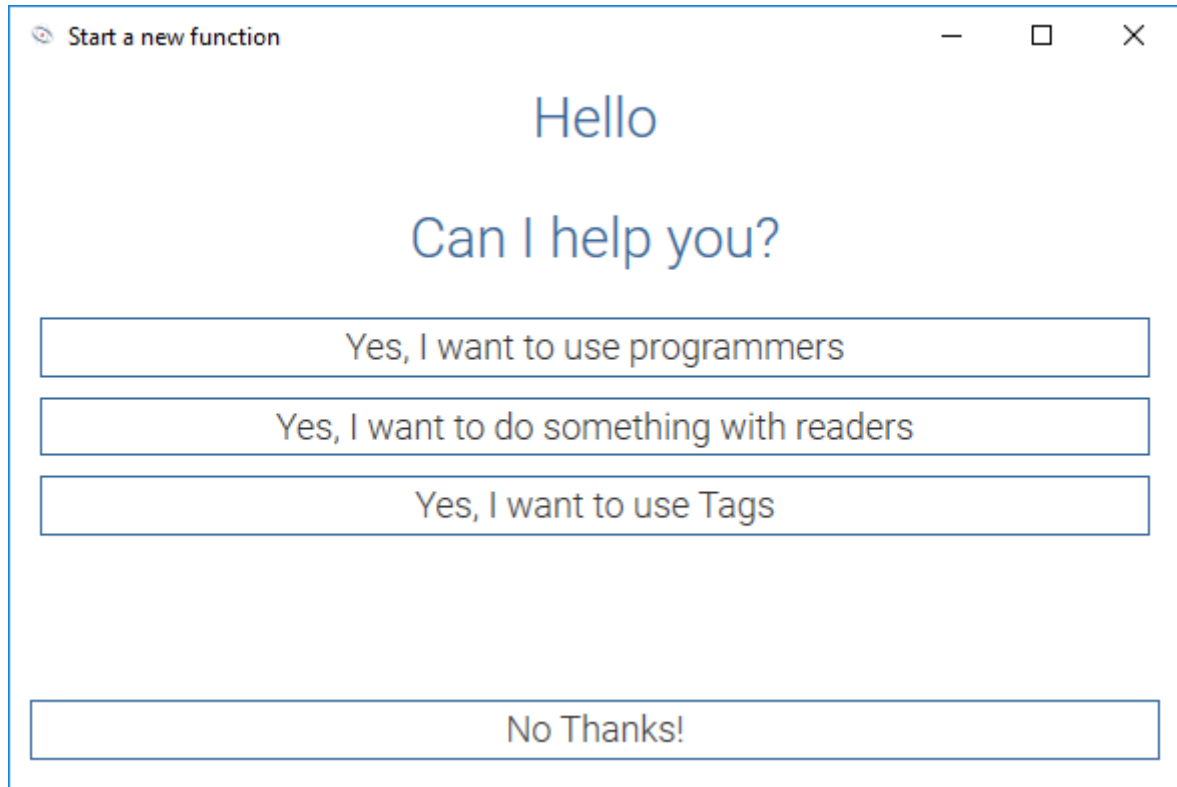 Start a new function
Hello
Can I help you?
Yes, I want to use programmers
Yes, I want to do something with readers
Yes, I want to use Tags
No Thanks!